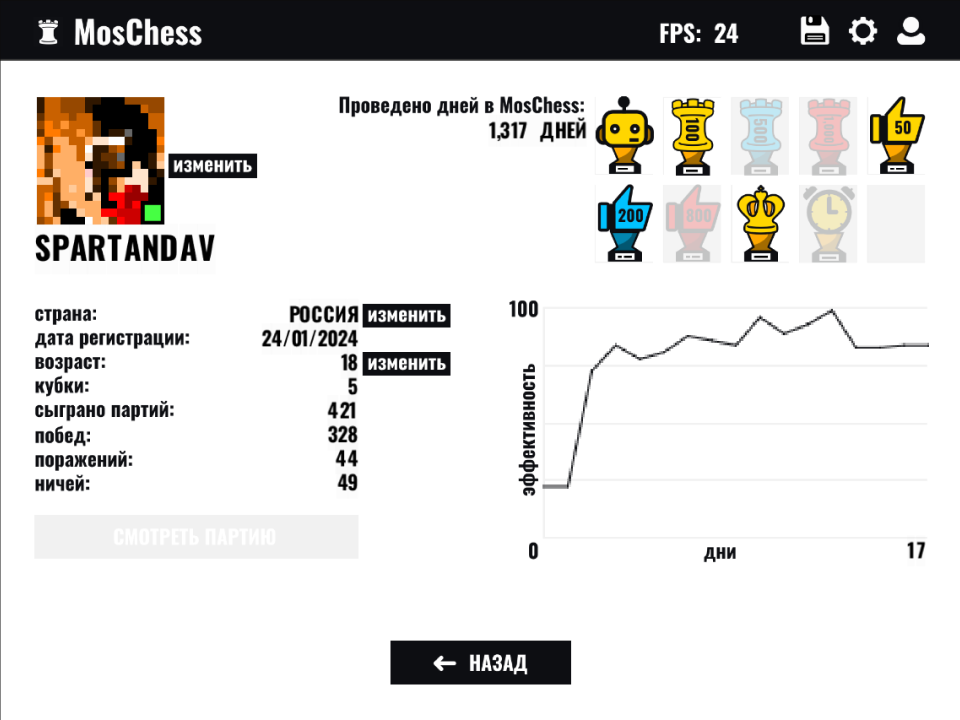 MosChess
FPS: 24
Проведено дней в MosChess:
1,317 ДНЕЙ
100
500
1,000
50
изменить
200
800
SPARTANDAV
страна: РОССИЯ изменить
дата регистрации: 24/01/2024
возраст: 18 изменить
кубки: 5
сыграно партий: 421
побед: 328
поражений: 44
ничей: 49
СМОТРЕТЬ ПАРТИЮ
100
эффективность
0 дни 17
← НАЗАД